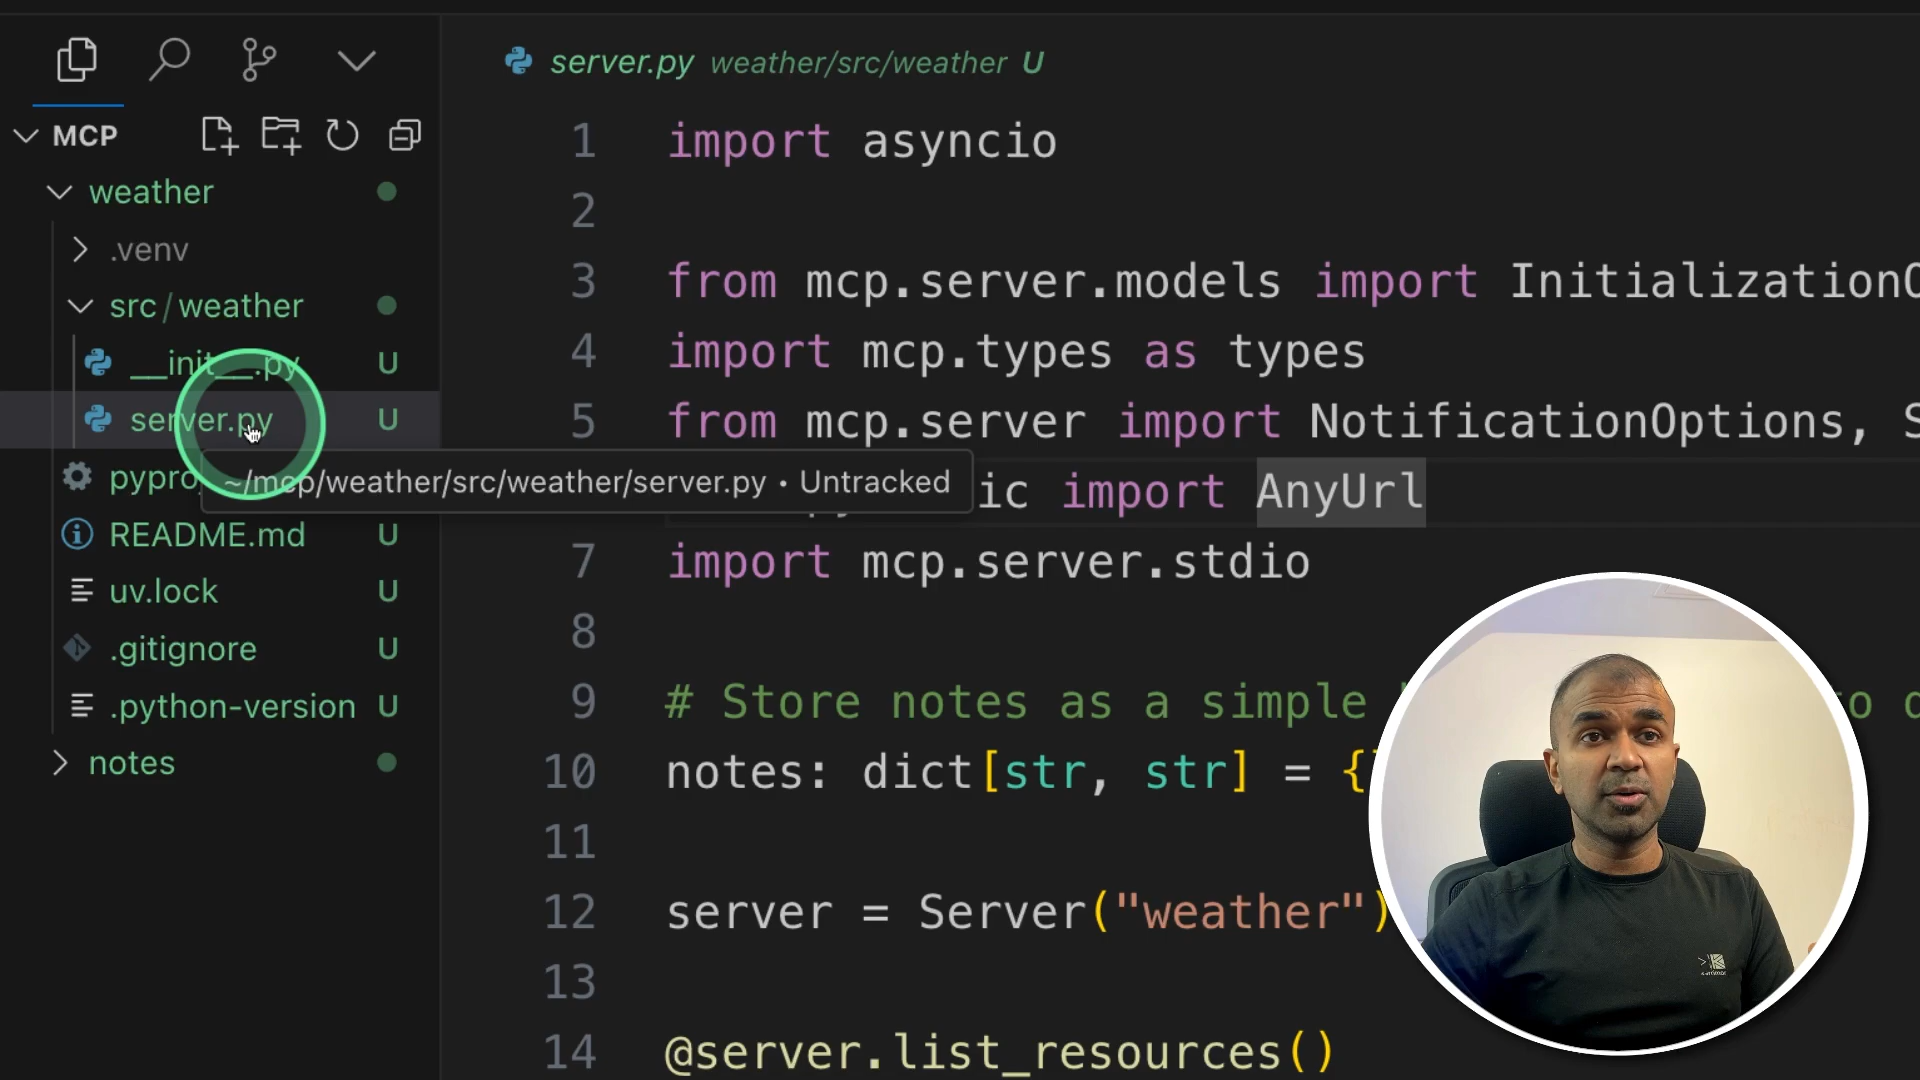 server.py weather/src/weather U
MCP
weather
.venv
src/weather
__init__.py U
server.py U
~/mcp/weather/src/weather/server.py • Untracked
pypro
README.md U
uv.lock U
.gitignore U
.python-version U
notes
1 import asyncio
2
3 from mcp.server.models import InitializationO
4 import mcp.types as types
5 from mcp.server import NotificationOptions, S
ic import AnyUrl
7 import mcp.server.stdio
8
9 # Store notes as a simple
10 notes: dict[str, str] = {
11
12 server = Server("weather")
13
14 @server.list_resources()